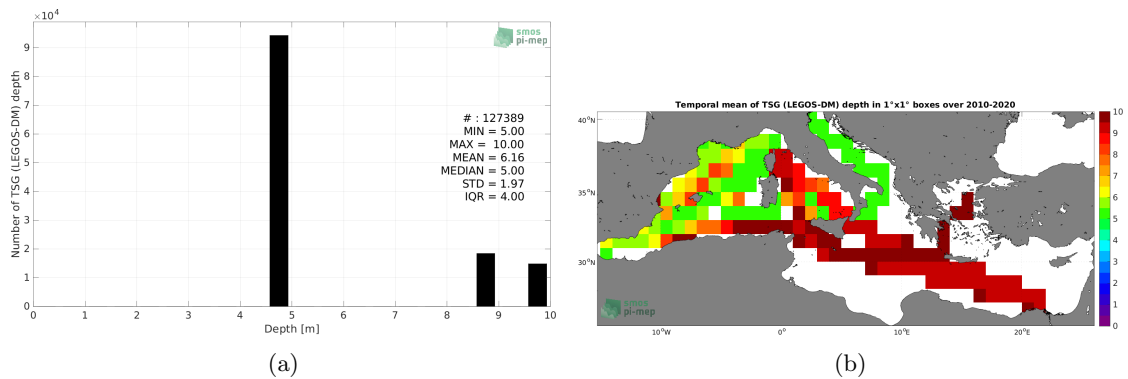 ×10⁴
9
8
7
6
5
4
3
2
1
0
Number of TSG (LEGOS-DM) depth
smos
pi-mep
# : 127389
MIN = 5.00
MAX = 10.00
MEAN = 6.16
MEDIAN = 5.00
STD = 1.97
IQR = 4.00
0 1 2 3 4 5 6 7 8 9 10
Depth [m]
(a)
Temporal mean of TSG (LEGOS-DM) depth in 1°x1° boxes over 2010-2020
40°N
35°N
30°N
10°W 0° 10°E 20°E
smos
pi-mep
10
9
8
7
6
5
4
3
2
1
0
(b)